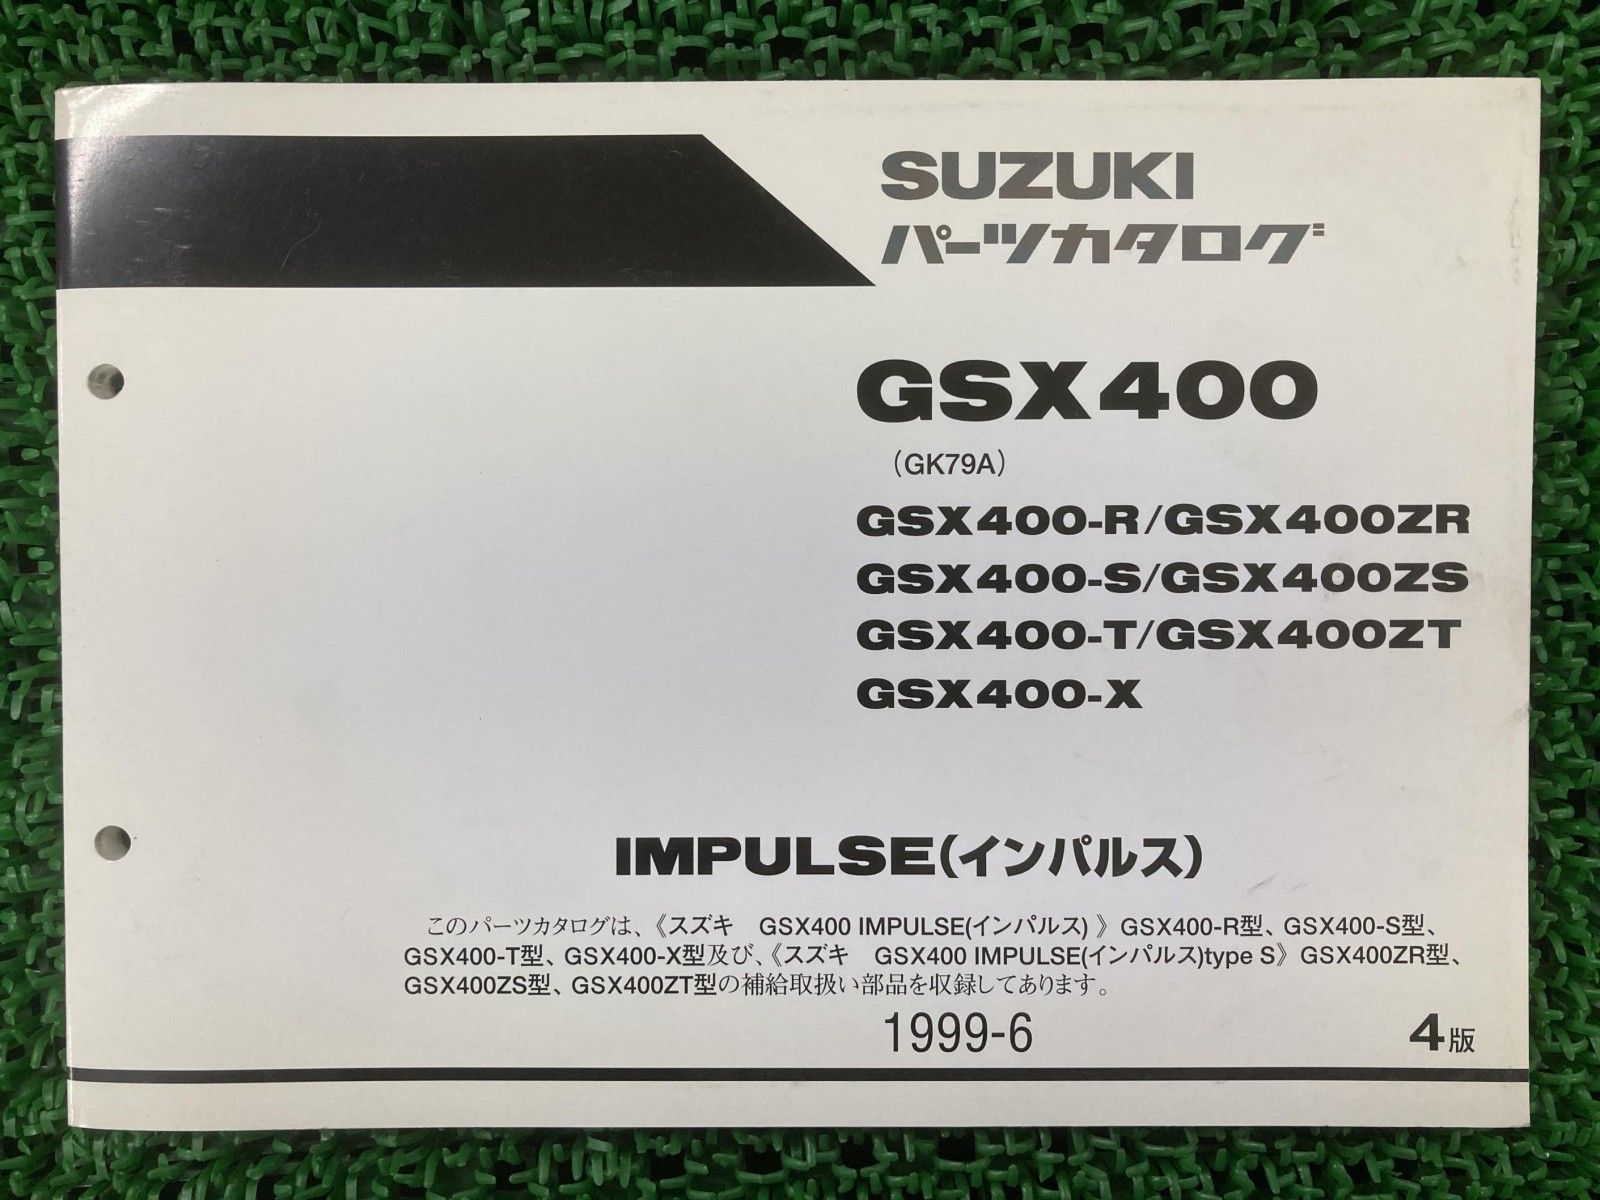 SUZUKI
パーツカタログ
GSX400
(GK79A)
GSX400-R/GSX400ZR
GSX400-S/GSX400ZS
GSX400-T/GSX400ZT
GSX400-X
IMPULSE(インパルス)
このパーツカタログは、《スズキ　GSX400 IMPULSE(インパルス) 》GSX400-R型、GSX400-S型、
GSX400-T型、GSX400-X型及び、《スズキ　GSX400 IMPULSE(インパルス)type S》GSX400ZR型、
GSX400ZS型、GSX400ZT型の補給取扱い部品を収録してあります。
1999-6
4版